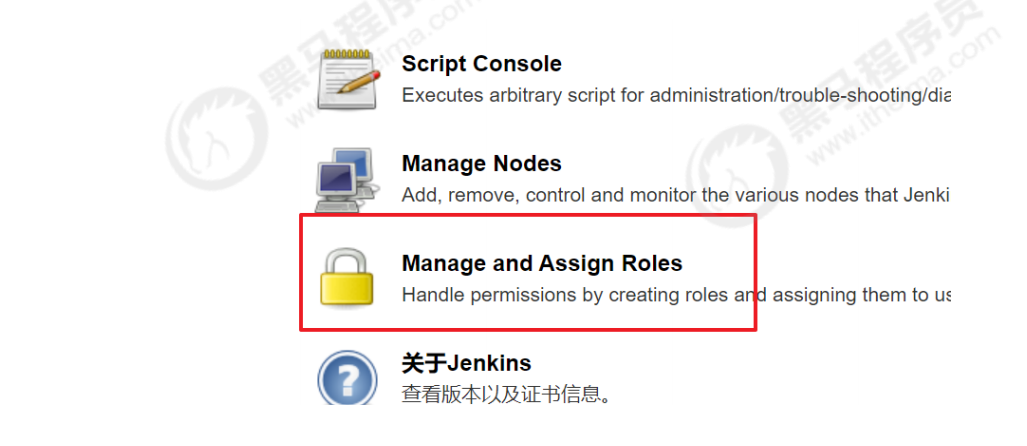 黑马程序员
www.itheima.com
黑马程序员
www.itheima.com
Script Console
Executes arbitrary script for administration/trouble-shooting/dia
Manage Nodes
Add, remove, control and monitor the various nodes that Jenki
Manage and Assign Roles
Handle permissions by creating roles and assigning them to us
关于Jenkins
查看版本以及证书信息。